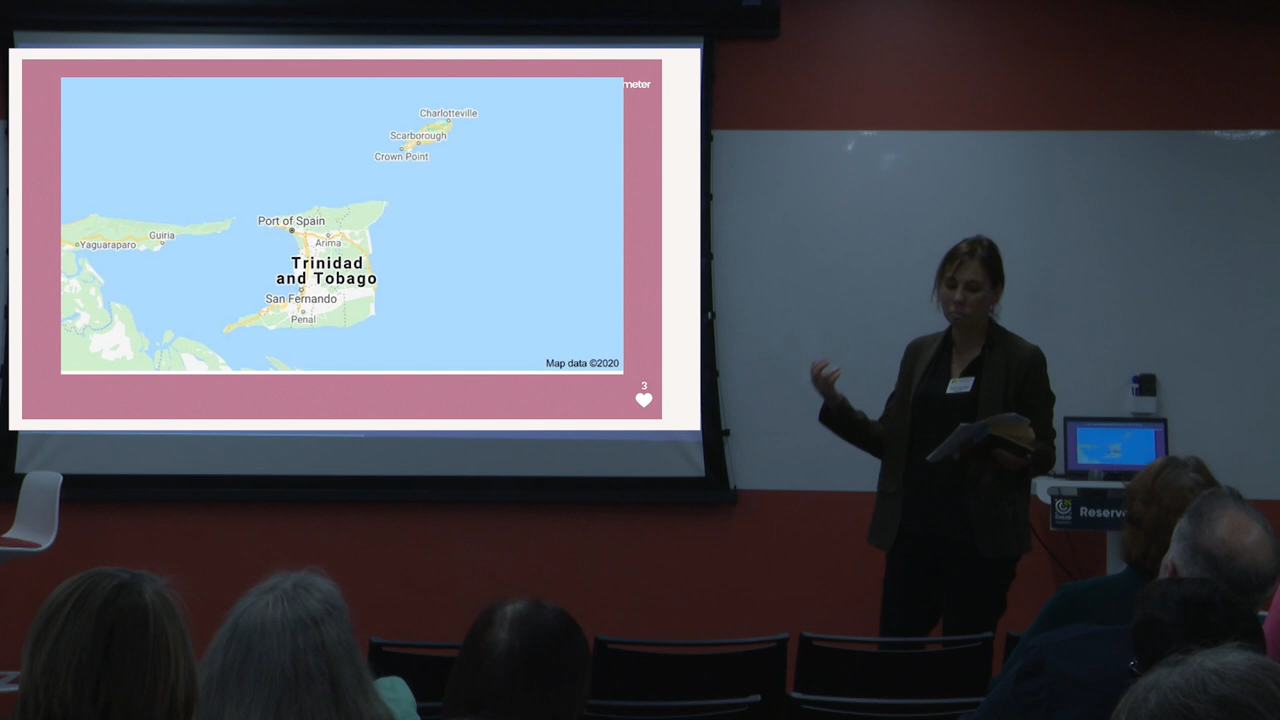 meter
Charlotteville
Scarborough
Crown Point
Port of Spain
Guiria
Yaguaraparo
Arima
Trinidad
and Tobago
San Fernando
Penal
Map data ©2020
3
Reserve